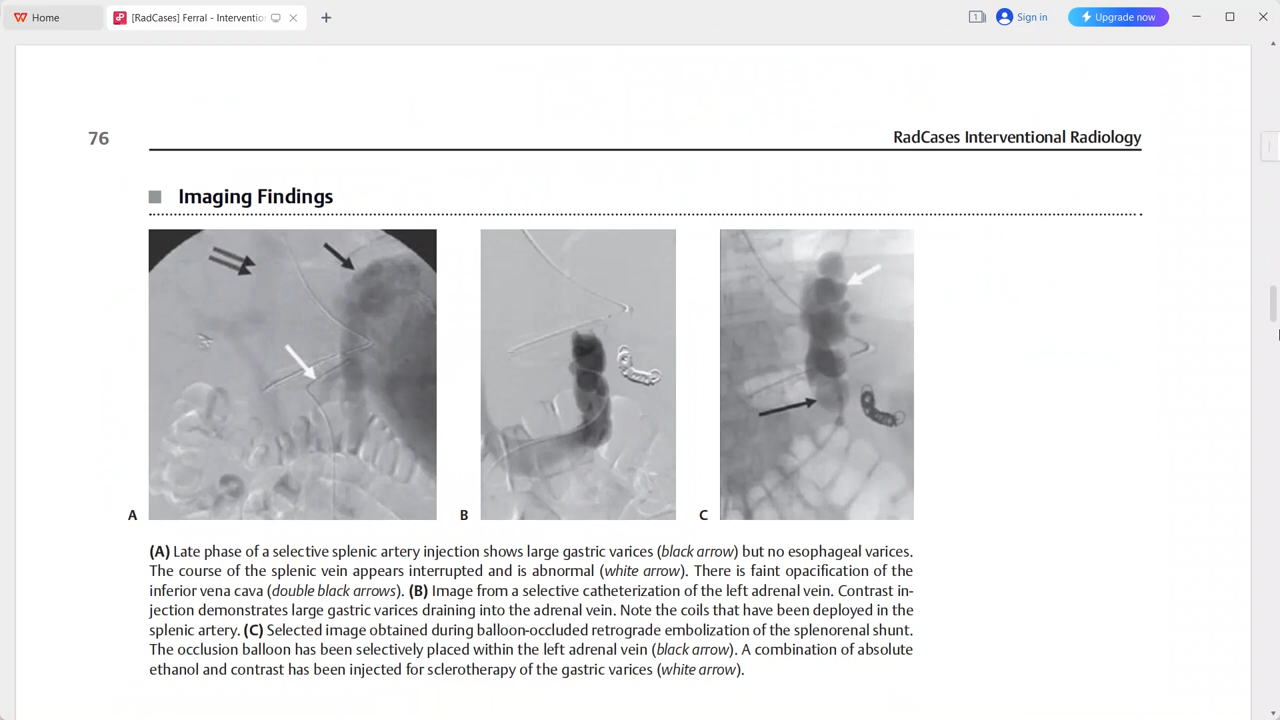 Home
[RadCases] Ferral - Interventio
1
Sign in
Upgrade now
76
RadCases Interventional Radiology
Imaging Findings
A
B
C
(A) Late phase of a selective splenic artery injection shows large gastric varices (black arrow) but no esophageal varices.
The course of the splenic vein appears interrupted and is abnormal (white arrow). There is faint opacification of the
inferior vena cava (double black arrows). (B) Image from a selective catheterization of the left adrenal vein. Contrast in-
jection demonstrates large gastric varices draining into the adrenal vein. Note the coils that have been deployed in the
splenic artery. (C) Selected image obtained during balloon-occluded retrograde embolization of the splenorenal shunt.
The occlusion balloon has been selectively placed within the left adrenal vein (black arrow). A combination of absolute
ethanol and contrast has been injected for sclerotherapy of the gastric varices (white arrow).